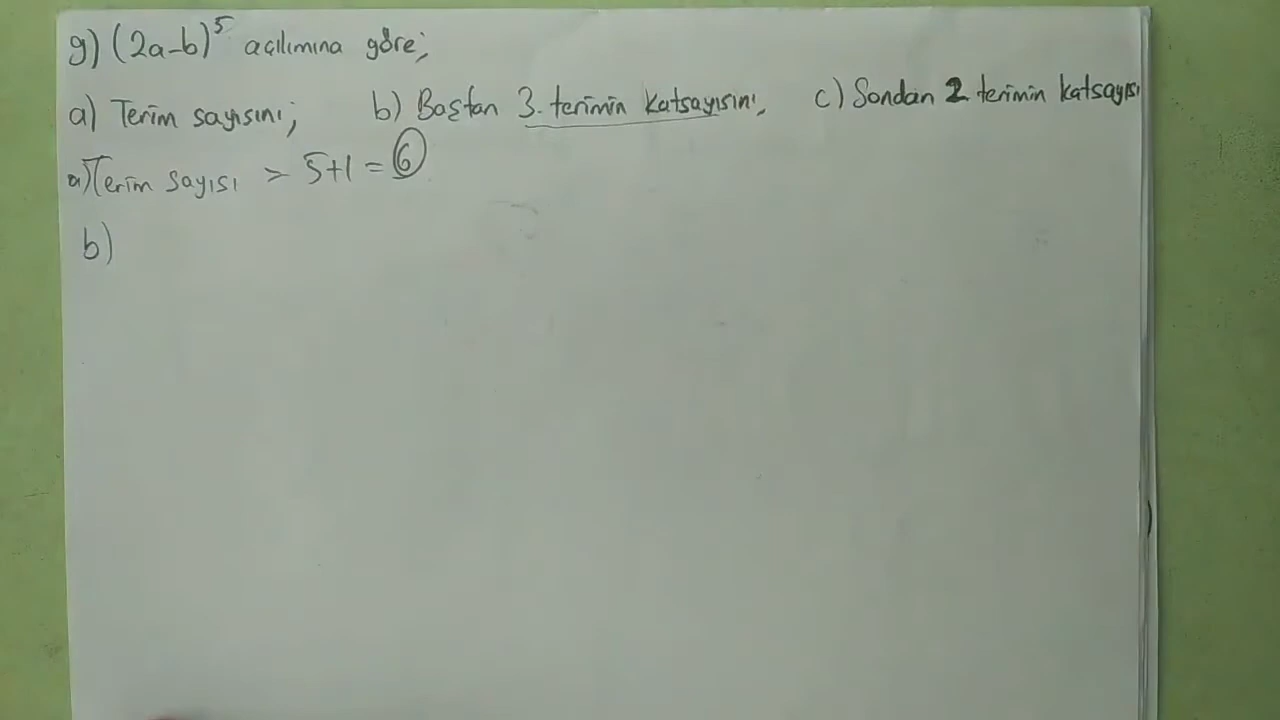 g) (2a-b)⁵ açılımına göre;
a) Terim sayısını; b) Baştan 3. terimin katsayısını, c) Sondan 2 terimin katsayısı
a) Terim sayısı = 5+1 = 6
b)